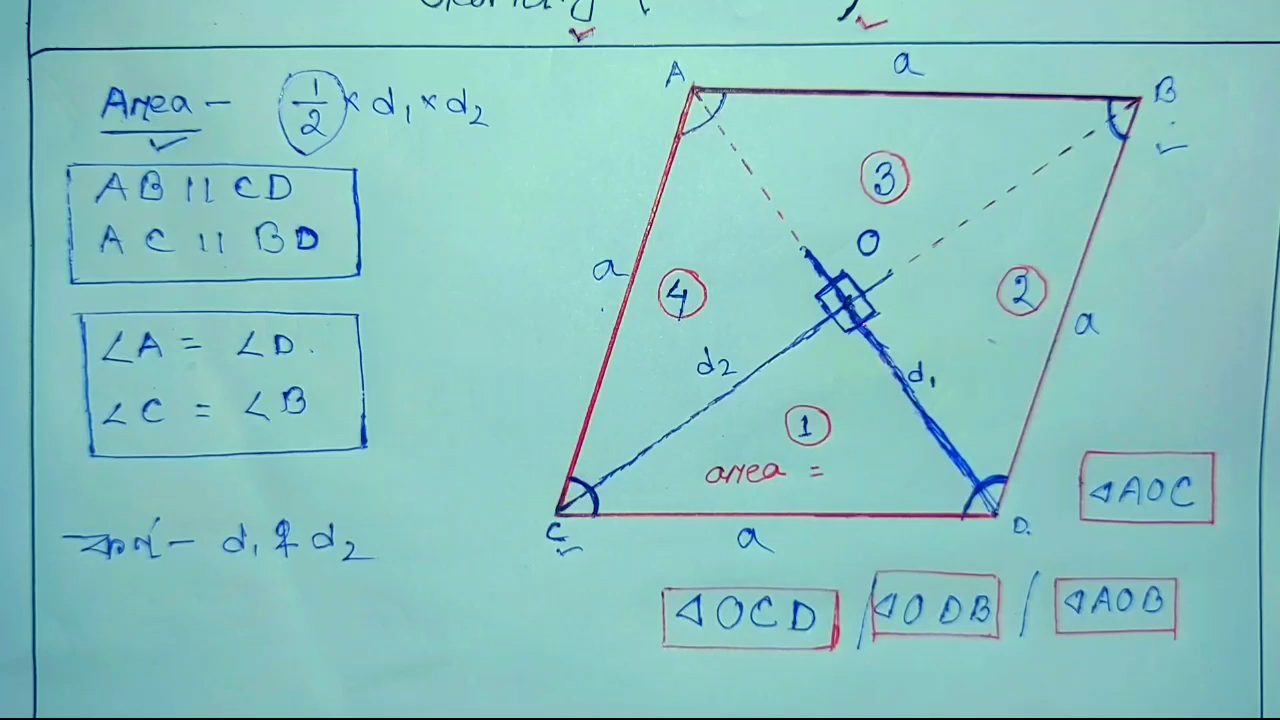 Area - 1/2 × d₁ × d₂
AB || CD
AC || BD
∠A = ∠D.
∠C = ∠B
কর্ণ - d₁ & d₂
A
a
B
3
O
a
4
2
a
d₂
d₁
1
area =
C
a
D.
◁AOC
◁OCD / ◁ODB / ◁AOB